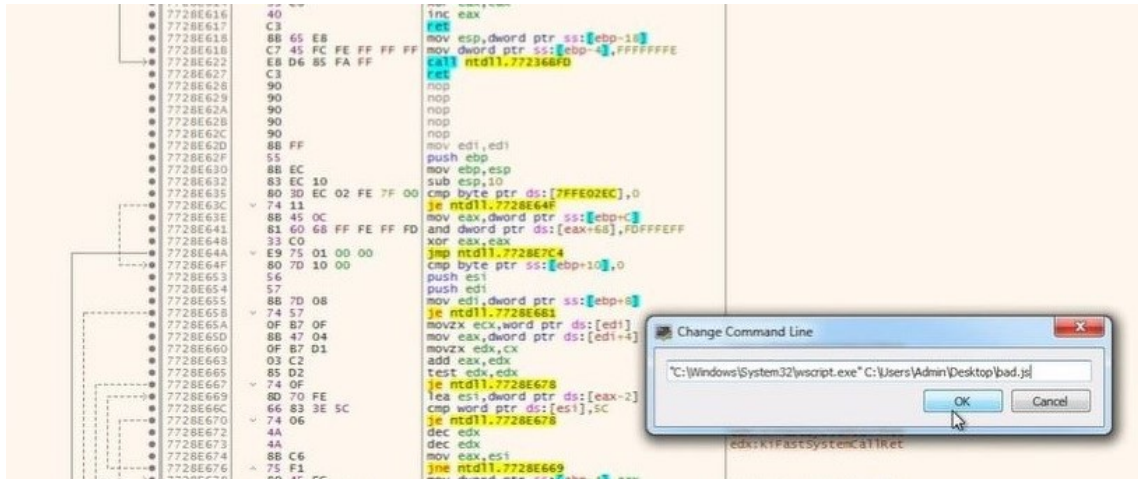 7728E616 40 inc eax
7728E617 C3 ret
7728E618 8B 65 E8 mov esp,dword ptr ss:[ebp-18]
7728E61B C7 45 FC FE FF FF FF mov dword ptr ss:[ebp-4],FFFFFFFE
7728E622 E8 D6 85 FA FF call ntdll.77236BFD
7728E627 C3 ret
7728E628 90 nop
7728E629 90 nop
7728E62A 90 nop
7728E62B 90 nop
7728E62C 90 nop
7728E62D 8B FF mov edi,edi
7728E62F 55 push ebp
7728E630 8B EC mov ebp,esp
7728E632 83 EC 10 sub esp,10
7728E635 80 3D EC 02 FE 7F 00 cmp byte ptr ds:[7FFE02EC],0
7728E63C 74 11 je ntdll.7728E64F
7728E63E 8B 45 0C mov eax,dword ptr ss:[ebp+C]
7728E641 81 60 68 FF FE FF FD and dword ptr ds:[eax+68],FDFFFEFF
7728E648 33 C0 xor eax,eax
7728E64A E9 75 01 00 00 jmp ntdll.7728E7C4
7728E64F 80 7D 10 00 cmp byte ptr ss:[ebp+10],0
7728E653 56 push esi
7728E654 57 push edi
7728E655 8B 7D 08 mov edi,dword ptr ss:[ebp+8]
7728E658 74 57 je ntdll.7728E6B1
7728E65A 0F B7 0F movzx ecx,word ptr ds:[edi]
7728E65D 8B 47 04 mov eax,dword ptr ds:[edi+4]
7728E660 0F B7 D1 movzx edx,cx
7728E663 03 C2 add eax,edx
7728E665 85 D2 test edx,edx
7728E667 74 0F je ntdll.7728E678
7728E669 8D 70 FE lea esi,dword ptr ds:[eax-2]
7728E66C 66 83 3E 5C cmp word ptr ds:[esi],5C
7728E670 74 06 je ntdll.7728E678
7728E672 4A dec edx
7728E673 4A dec edx
7728E674 8B C6 mov eax,esi
7728E676 75 F1 jne ntdll.7728E669
Change Command Line
"C:\Windows\System32\wscript.exe" C:\Users\Admin\Desktop\bad.js
OK Cancel
edx:KiFastSystemCallRet